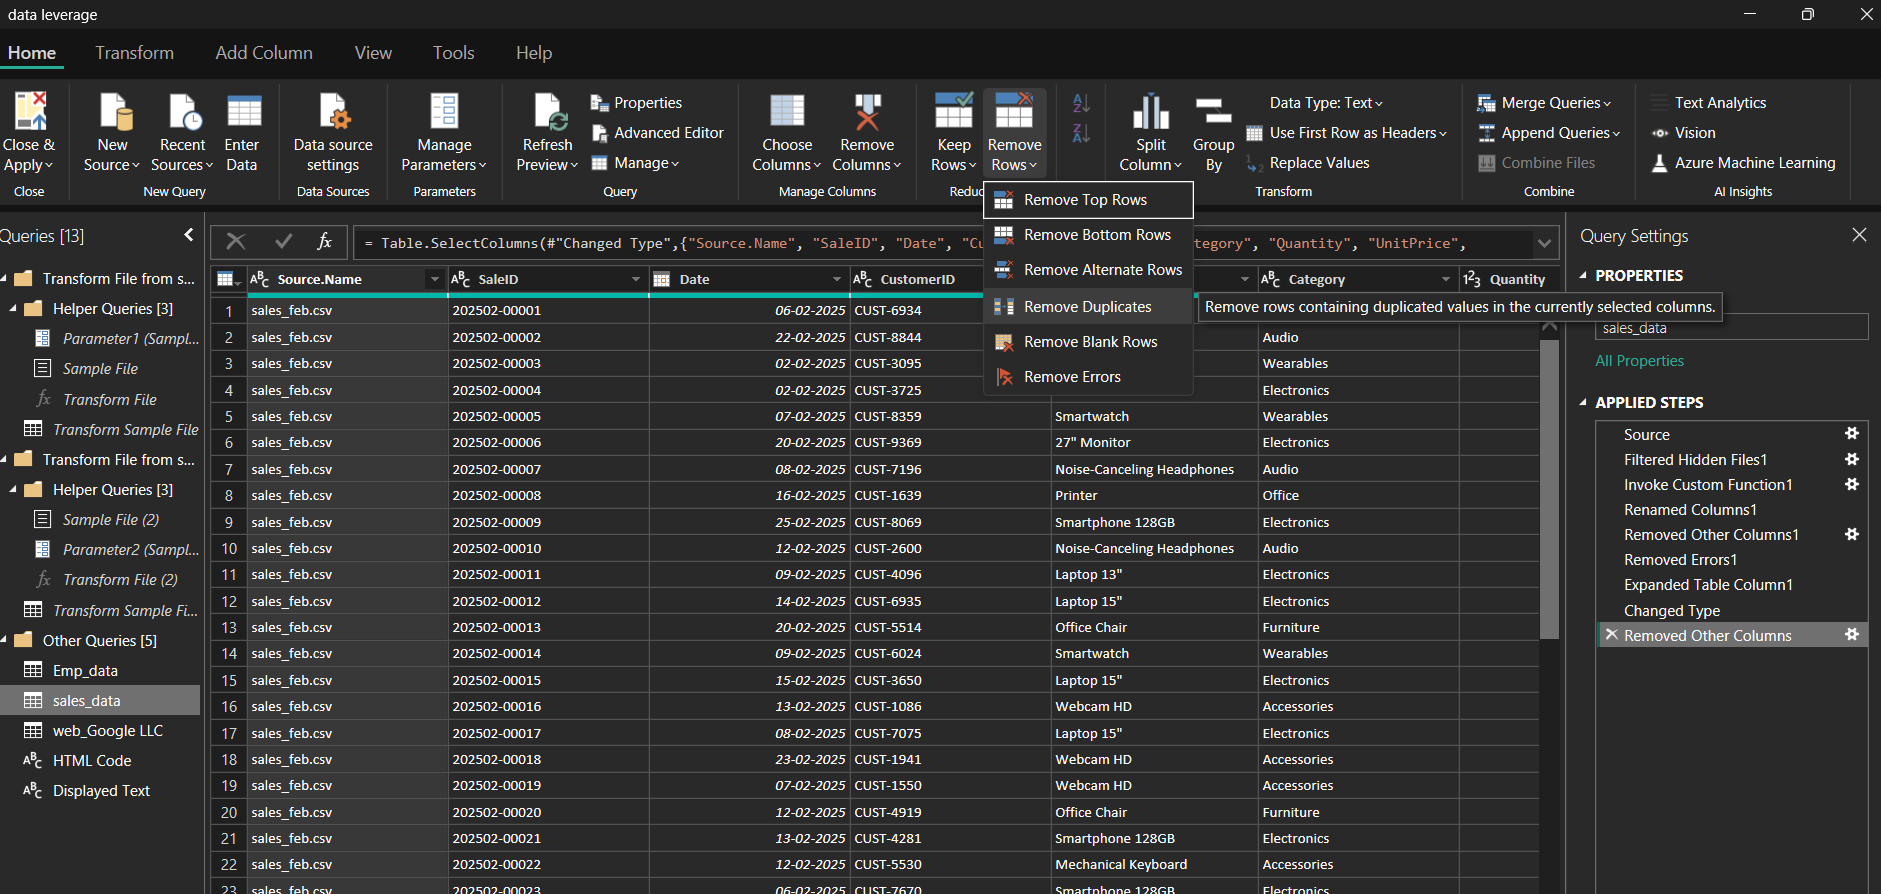 data leverage
Home Transform Add Column View Tools Help
Close & Apply
Close
New Source
Recent Sources
Enter Data
New Query
Data source settings
Data Sources
Manage Parameters
Parameters
Refresh Preview
Properties
Advanced Editor
Manage
Query
Choose Columns
Remove Columns
Manage Columns
Keep Rows
Remove Rows
Reduc
Split Column
Group By
Data Type: Text
Use First Row as Headers
Replace Values
Transform
Merge Queries
Append Queries
Combine Files
Combine
Text Analytics
Vision
Azure Machine Learning
AI Insights
Remove Top Rows
Remove Bottom Rows
Remove Alternate Rows
Remove Duplicates
Remove Blank Rows
Remove Errors
Remove rows containing duplicated values in the currently selected columns.
Queries [13]
Transform File from s...
Helper Queries [3]
Parameter1 (Sampl...
Sample File
Transform File
Transform Sample File
Transform File from s...
Helper Queries [3]
Sample File (2)
Parameter2 (Sampl...
Transform File (2)
Transform Sample Fi...
Other Queries [5]
Emp_data
sales_data
web_Google LLC
HTML Code
Displayed Text
= Table.SelectColumns(#"Changed Type",{"Source.Name", "SaleID", "Date", "Cu tegory", "Quantity", "UnitPrice",
Source.Name SaleID Date CustomerID Category Quantity
1 sales_feb.csv 202502-00001 06-02-2025 CUST-6934
2 sales_feb.csv 202502-00002 22-02-2025 CUST-8844 Audio
3 sales_feb.csv 202502-00003 02-02-2025 CUST-3095 Wearables
4 sales_feb.csv 202502-00004 02-02-2025 CUST-3725 Electronics
5 sales_feb.csv 202502-00005 07-02-2025 CUST-8359 Smartwatch Wearables
6 sales_feb.csv 202502-00006 20-02-2025 CUST-9369 27" Monitor Electronics
7 sales_feb.csv 202502-00007 08-02-2025 CUST-7196 Noise-Canceling Headphones Audio
8 sales_feb.csv 202502-00008 16-02-2025 CUST-1639 Printer Office
9 sales_feb.csv 202502-00009 25-02-2025 CUST-8069 Smartphone 128GB Electronics
10 sales_feb.csv 202502-00010 12-02-2025 CUST-2600 Noise-Canceling Headphones Audio
11 sales_feb.csv 202502-00011 09-02-2025 CUST-4096 Laptop 13" Electronics
12 sales_feb.csv 202502-00012 14-02-2025 CUST-6935 Laptop 15" Electronics
13 sales_feb.csv 202502-00013 20-02-2025 CUST-5514 Office Chair Furniture
14 sales_feb.csv 202502-00014 09-02-2025 CUST-6024 Smartwatch Wearables
15 sales_feb.csv 202502-00015 15-02-2025 CUST-3650 Laptop 15" Electronics
16 sales_feb.csv 202502-00016 13-02-2025 CUST-1086 Webcam HD Accessories
17 sales_feb.csv 202502-00017 08-02-2025 CUST-7075 Laptop 15" Electronics
18 sales_feb.csv 202502-00018 23-02-2025 CUST-1941 Webcam HD Accessories
19 sales_feb.csv 202502-00019 07-02-2025 CUST-1550 Webcam HD Accessories
20 sales_feb.csv 202502-00020 12-02-2025 CUST-4919 Office Chair Furniture
21 sales_feb.csv 202502-00021 13-02-2025 CUST-4281 Smartphone 128GB Electronics
22 sales_feb.csv 202502-00022 12-02-2025 CUST-5530 Mechanical Keyboard Accessories
23 sales_feb.csv 202502-00023 06-02-2025 CUST-7670 Smartphone 128GB Electronics
Query Settings
PROPERTIES
sales_data
All Properties
APPLIED STEPS
Source
Filtered Hidden Files1
Invoke Custom Function1
Renamed Columns1
Removed Other Columns1
Removed Errors1
Expanded Table Column1
Changed Type
Removed Other Columns